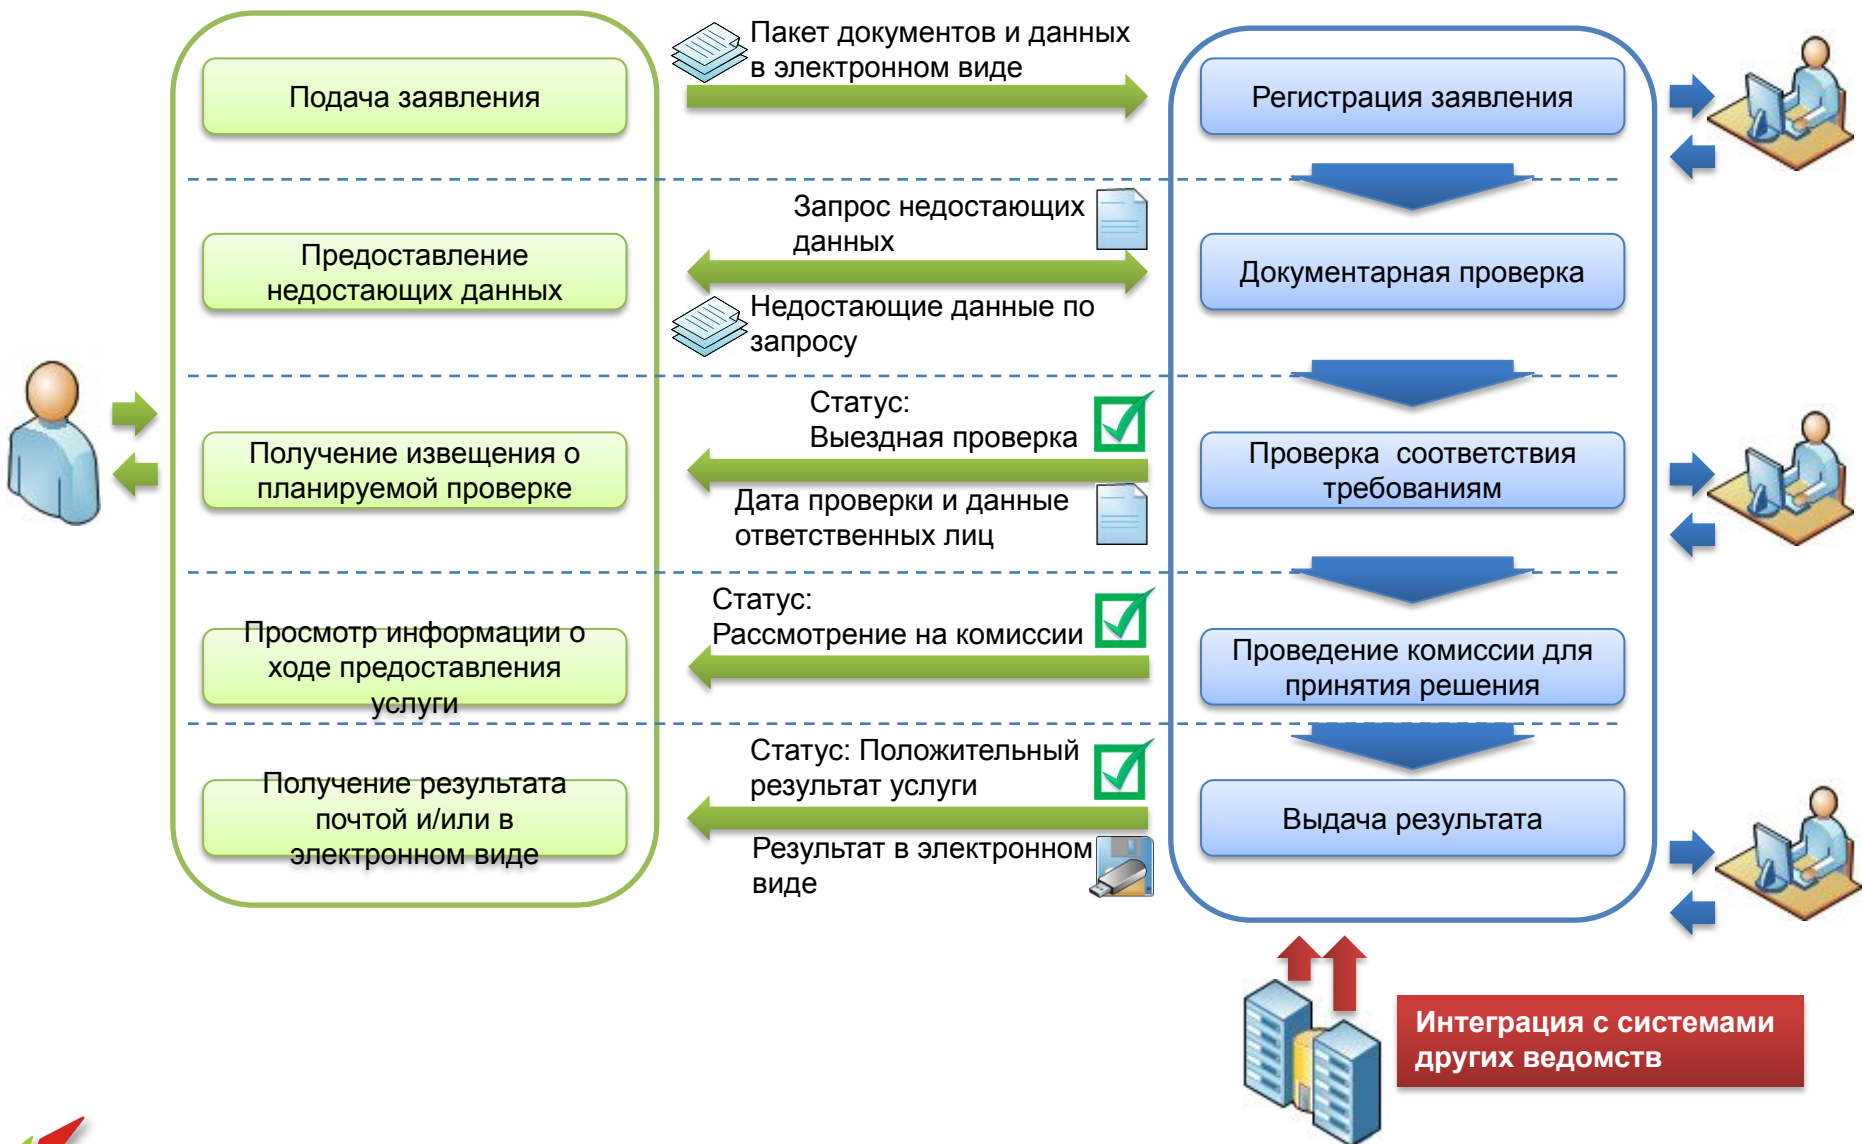 Подача заявления
Пакет документов и данных
в электронном виде
Регистрация заявления
Предоставление
недостающих данных
Запрос недостающих
данных
Недостающие данные по
запросу
Документарная проверка
Получение извещения о
планируемой проверке
Статус:
Выездная проверка
Дата проверки и данные
ответственных лиц
Проверка  соответствия
требованиям
Просмотр информации о
ходе предоставления
услуги
Статус:
Рассмотрение на комиссии
Проведение комиссии для
принятия решения
Получение результата
почтой и/или в
электронном виде
Статус: Положительный
результат услуги
Результат в электронном
виде
Выдача результата
Интеграция с системами
других ведомств